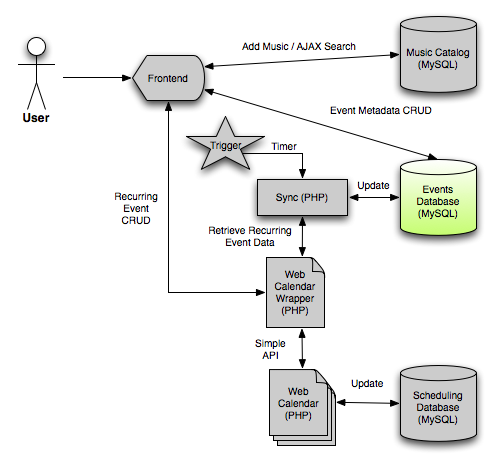 Add Music / AJAX Search
Music Catalog
(MySQL)
Frontend
User
Event Metadata CRUD
Trigger
Timer
Recurring
Event
CRUD
Sync (PHP)
Update
Events
Database
(MySQL)
Retrieve Recurring
Event Data
Web
Calendar
Wrapper
(PHP)
Simple
API
Web
Calendar
(PHP)
Update
Scheduling
Database
(MySQL)